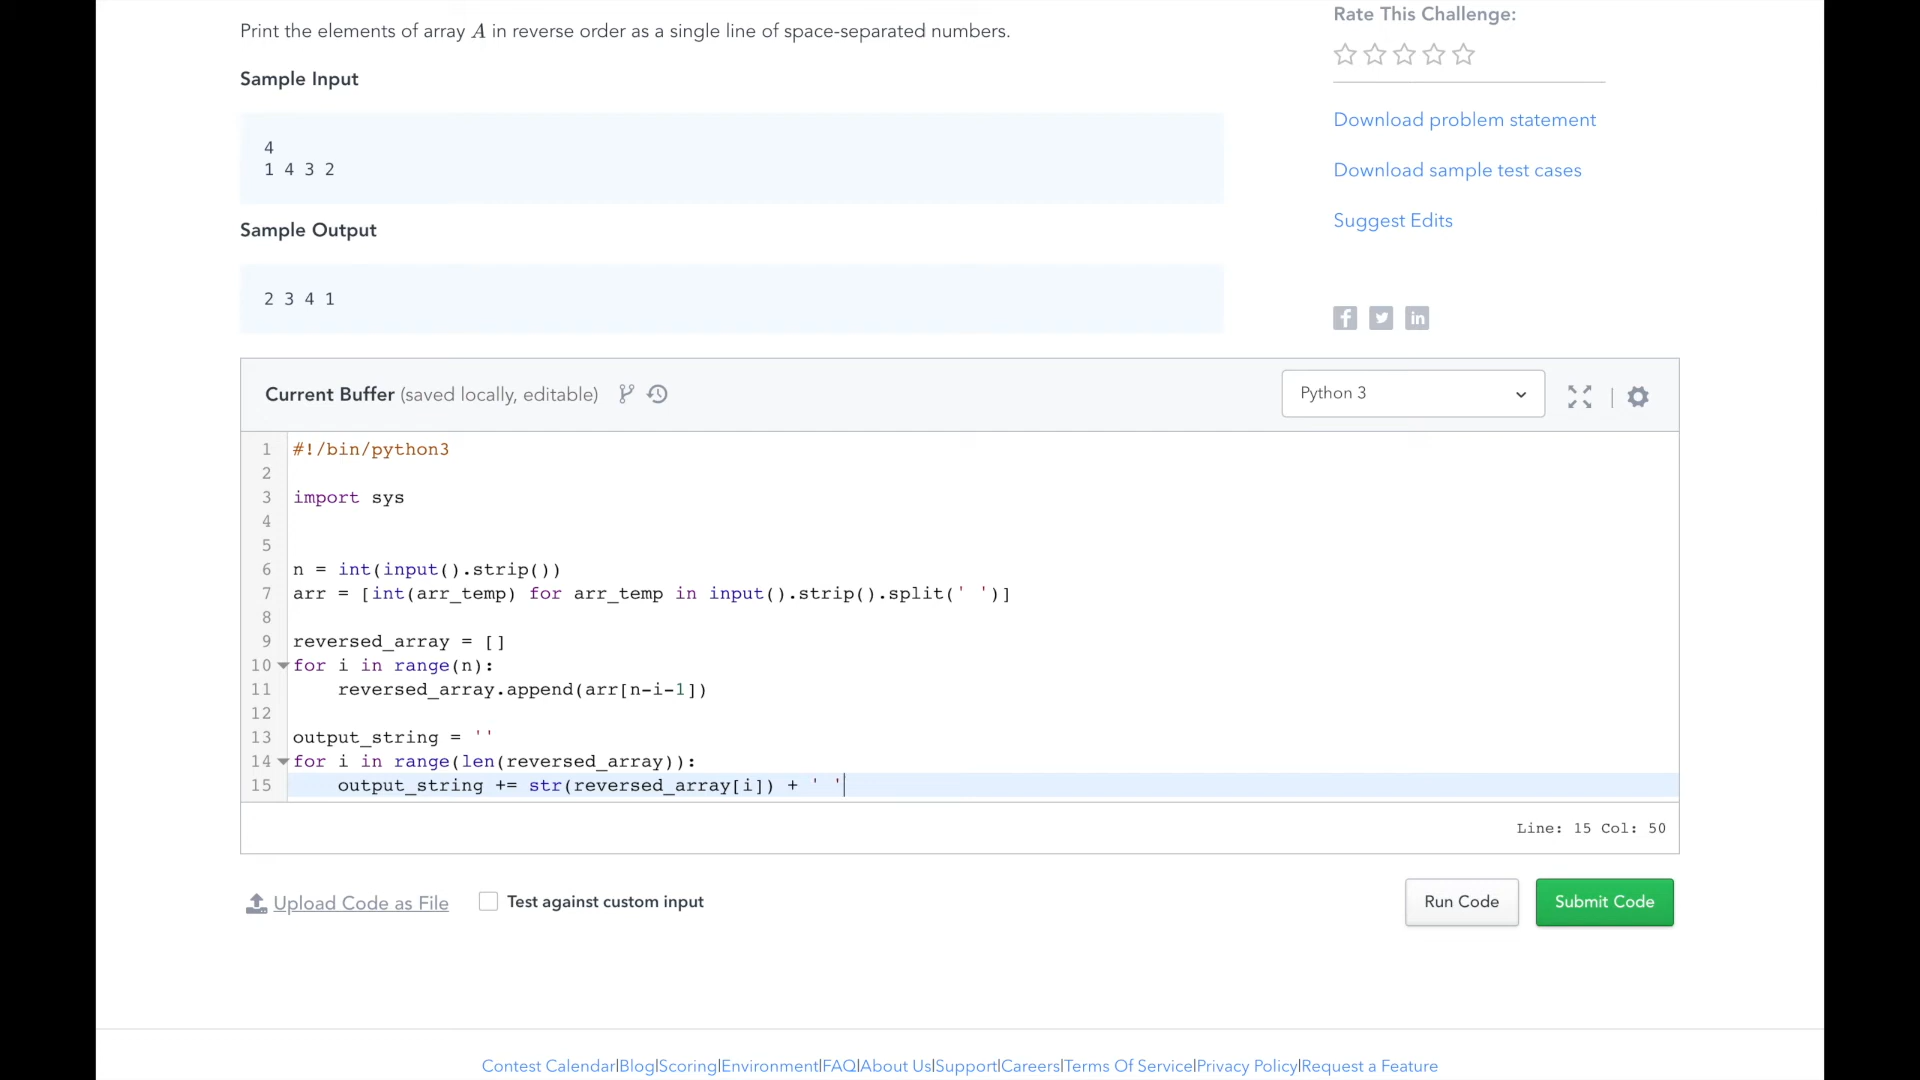 Print the elements of array A in reverse order as a single line of space-separated numbers.
Sample Input
4
1 4 3 2
Sample Output
2 3 4 1
Rate This Challenge:
Download problem statement
Download sample test cases
Suggest Edits
Current Buffer (saved locally, editable)
Python 3
1 #!/bin/python3
2
3 import sys
4
5
6 n = int(input().strip())
7 arr = [int(arr_temp) for arr_temp in input().strip().split(' ')]
8
9 reversed_array = []
10 for i in range(n):
11     reversed_array.append(arr[n-i-1])
12
13 output_string = ''
14 for i in range(len(reversed_array)):
15     output_string += str(reversed_array[i]) + ' '
Line: 15 Col: 50
Upload Code as File
Test against custom input
Run Code
Submit Code
Contest Calendar|Blog|Scoring|Environment|FAQ|About Us|Support|Careers|Terms Of Service|Privacy Policy|Request a Feature